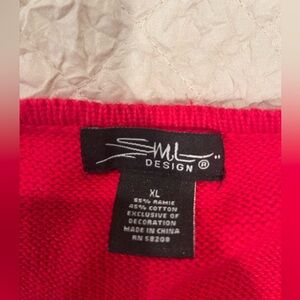 SML
DESIGN ®
XL
55% RAMIE
45% COTTON
EXCLUSIVE OF
DECORATION
MADE IN CHINA
RN 58208